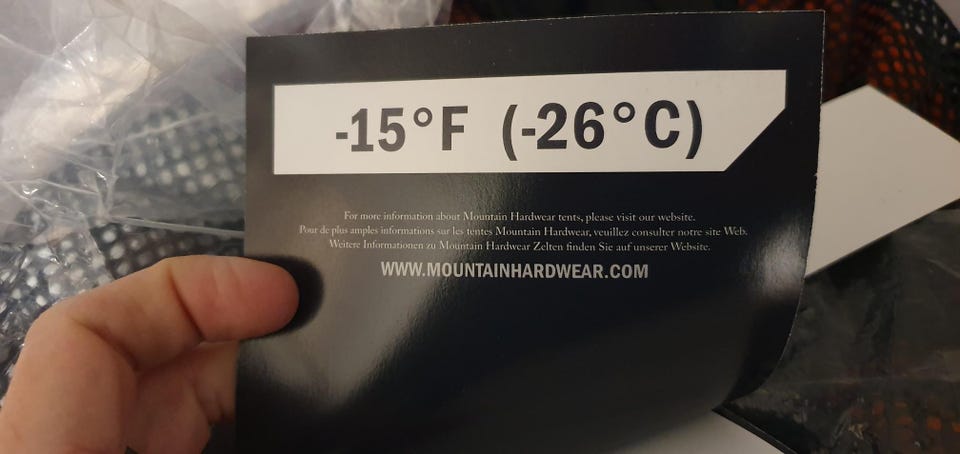 -15°F (-26°C)
For more information about Mountain Hardwear tents, please visit our website.
Pour de plus amples informations sur les tentes Mountain Hardwear, veuillez consulter notre site Web.
Weitere Informationen zu Mountain Hardwear Zelten finden Sie auf unserer Website.
WWW.MOUNTAINHARDWEAR.COM